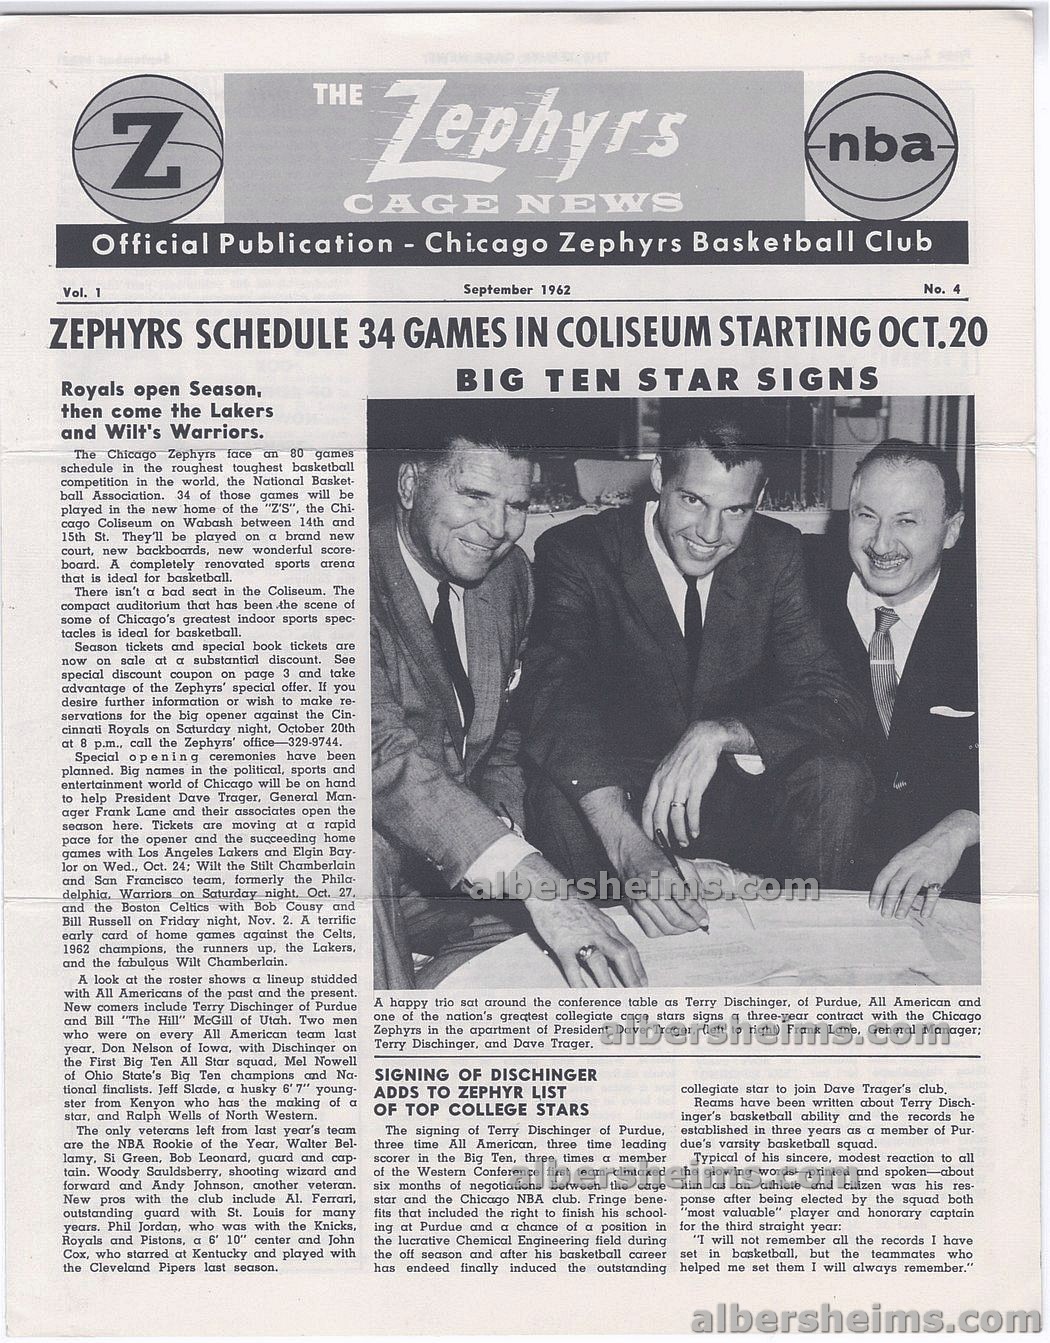 Z
THE
Zephyrs
CAGE NEWS
nba
Official Publication - Chicago Zephyrs Basketball Club
Vol. 1
September 1962
No. 4
ZEPHYRS SCHEDULE 34 GAMES IN COLISEUM STARTING OCT.20
Royals open Season,
then come the Lakers
and Wilt's Warriors.
The Chicago Zephyrs face an 80 games
schedule in the roughest toughest basketball
competition in the world, the National Basket-
ball Association. 34 of those games will be
played in the new home of the "Z'S", the Chi-
cago Coliseum on Wabash between 14th and
15th St. They'll be played on a brand new
court, new backboards, new wonderful score-
board. A completely renovated sports arena
that is ideal for basketball.
There isn't a bad seat in the Coliseum. The
compact auditorium that has been the scene of
some of Chicago's greatest indoor sports spec-
tacles is ideal for basketball.
Season tickets and special book tickets are
now on sale at a substantial discount. See
special discount coupon on page 3 and take
advantage of the Zephyrs' special offer. If you
desire further information or wish to make re-
servations for the big opener against the Cin-
cinnati Royals on Saturday night, October 20th
at 8 p.m., call the Zephyrs' office—329-9744.
Special opening ceremonies have been
planned. Big names in the political, sports and
entertainment world of Chicago will be on hand
to help President Dave Trager, General Man-
ager Frank Lane and their associates open the
season here. Tickets are moving at a rapid
pace for the opener and the succeeding home
games with Los Angeles Lakers and Elgin Bay-
lor on Wed., Oct. 24; Wilt the Stilt Chamberlain
and San Francisco team, formerly the Phila-
delphia, Warriors on Saturday night, Oct. 27,
and the Boston Celtics with Bob Cousy and
Bill Russell on Friday night, Nov. 2. A terrific
early card of home games against the Celts,
1962 champions, the runners up, the Lakers,
and the fabulous Wilt Chamberlain.
A look at the roster shows a lineup studded
with All Americans of the past and the present.
New comers include Terry Dischinger of Purdue
and Bill "The Hill" McGill of Utah. Two men
who were on every All American team last
year, Don Nelson of Iowa, with Dischinger on
the First Big Ten All Star squad, Mel Nowell
of Ohio State's Big Ten champions and Na-
tional finalists. Jeff Slade, a husky 6'7" young-
ster from Kenyon who has the making of a
star, and Ralph Wells of North Western.
The only veterans left from last year's team
are the NBA Rookie of the Year, Walter Bel-
lamy, Si Green, Bob Leonard, guard and cap-
tain. Woody Sauldsberry, shooting wizard and
forward and Andy Johnson, another veteran.
New pros with the club include Al. Ferrari,
outstanding guard with St. Louis for many
years, Phil Jordan, who was with the Knicks,
Royals and Pistons, a 6' 10" center and John
Cox, who starred at Kentucky and played with
the Cleveland Pipers last season.
BIG TEN STAR SIGNS
albersheims.com
A happy trio sat around the conference table as Terry Dischinger, of Purdue, All American and
one of the nation's greatest collegiate cage stars signs a three-year contract with the Chicago
Zephyrs in the apartment of President Dave Trager (left to right) Frank Lane, General Manager;
Terry Dischinger, and Dave Trager.
albersheims.com
SIGNING OF DISCHINGER
ADDS TO ZEPHYR LIST
OF TOP COLLEGE STARS
The signing of Terry Dischinger of Purdue,
three time All American, three time leading
scorer in the Big Ten, three times a member
of the Western Conference first team
six months of negotiations between the cage
star and the Chicago NBA club. Fringe bene-
fits that included the right to finish his school-
ing at Purdue and a chance of a position in
the lucrative Chemical Engineering field during
the off season and after his basketball career
has endeed finally induced the outstanding
collegiate star to join Dave Trager's club.
Reams have been written about Terry Disch-
inger's basketball ability and the records he
established in three years as a member of Pur-
due's varsity basketball squad.
Typical of his sincere, modest reaction to all
the flowing words—printed and spoken—about
citizen was his res-
ponse after being elected by the squad both
"most valuable" player and honorary captain
for the third straight year:
"I will not remember all the records I have
set in basketball, but the teammates who
helped me set them I will always remember."
albersheims.com
albersheims.com